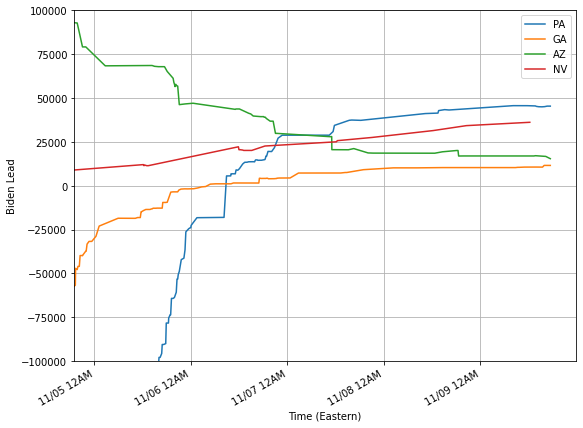 100000
75000
50000
25000
0
−25000
−50000
−75000
−100000
Biden Lead
PA
GA
AZ
NV
11/05 12AM
11/06 12AM
11/07 12AM
11/08 12AM
11/09 12AM
Time (Eastern)